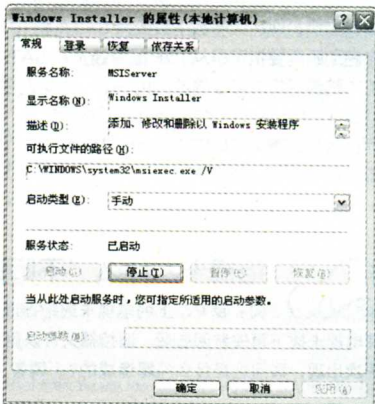 Windows Installer 的属性(本地计算机)
常规 登录 恢复 依存关系
服务名称: MSIServer
显示名称(N): Windows Installer
描述(D): 添加、修改和删除以 Windows 安装程序
可执行文件的路径(H):
C:\WINDOWS\system32\msiexec.exe /V
启动类型(E): 手动
服务状态: 已启动
启动(S) 停止(T) 暂停(P) 恢复(R)
当从此处启动服务时,您可指定所适用的启动参数。
启动参数(M):
确定 取消 应用(A)